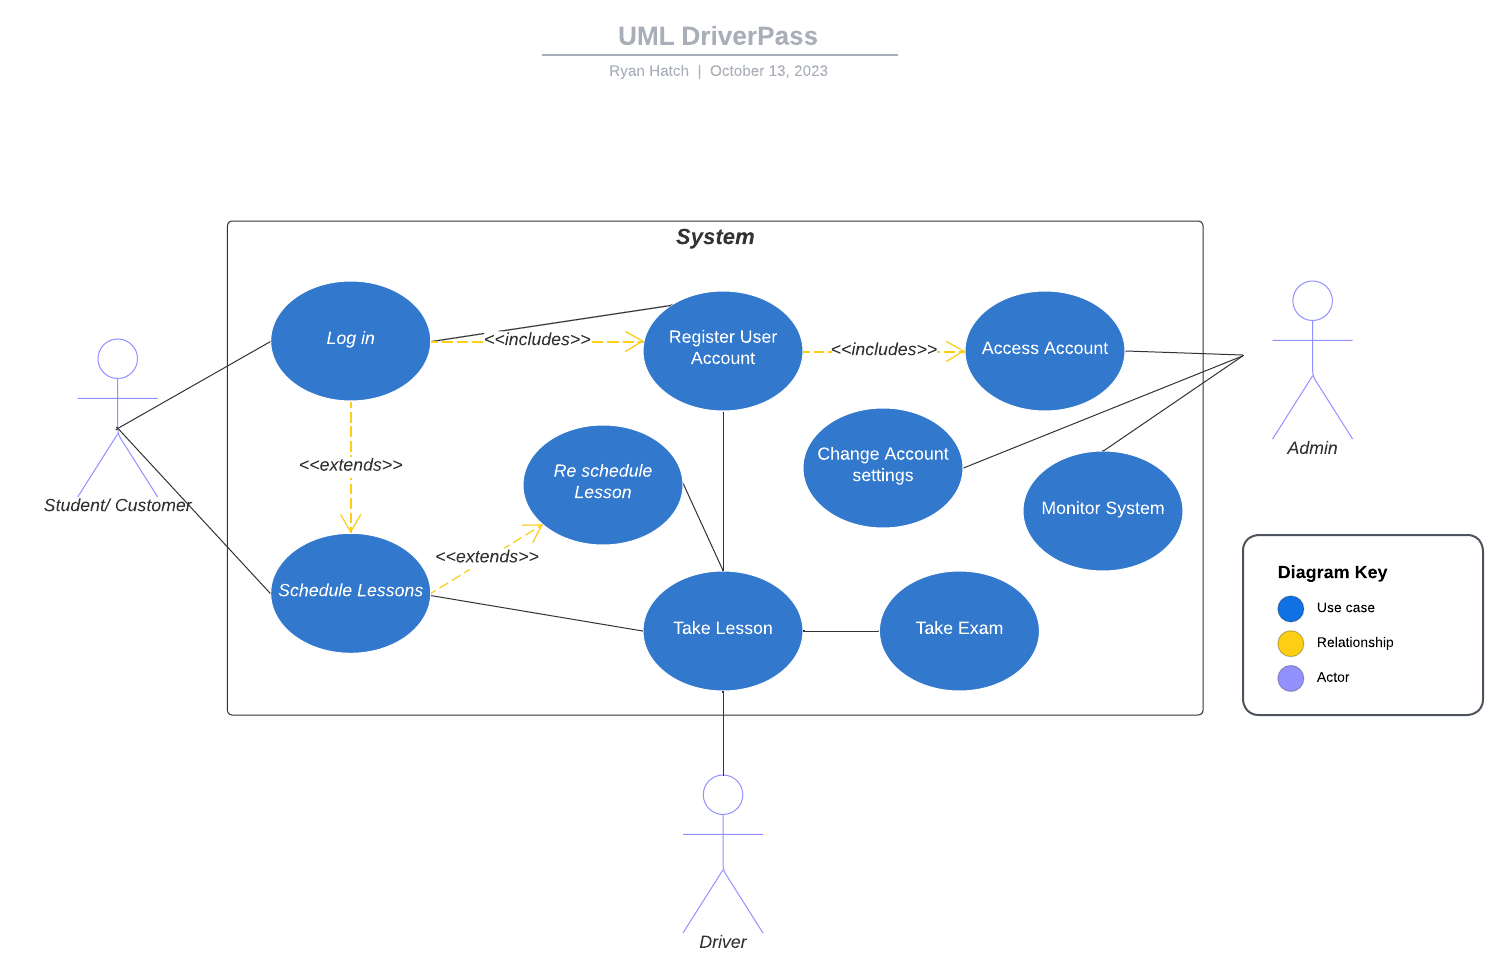 UML DriverPass
Ryan Hatch | October 13, 2023
System
Log in
<<includes>>
Register User
Account
<<includes>>
Access Account
Student/ Customer
<<extends>>
Re schedule
Lesson
Change Account
settings
Monitor System
Admin
<<extends>>
Schedule Lessons
Take Lesson
Take Exam
Diagram Key
Use case
Relationship
Actor
Driver